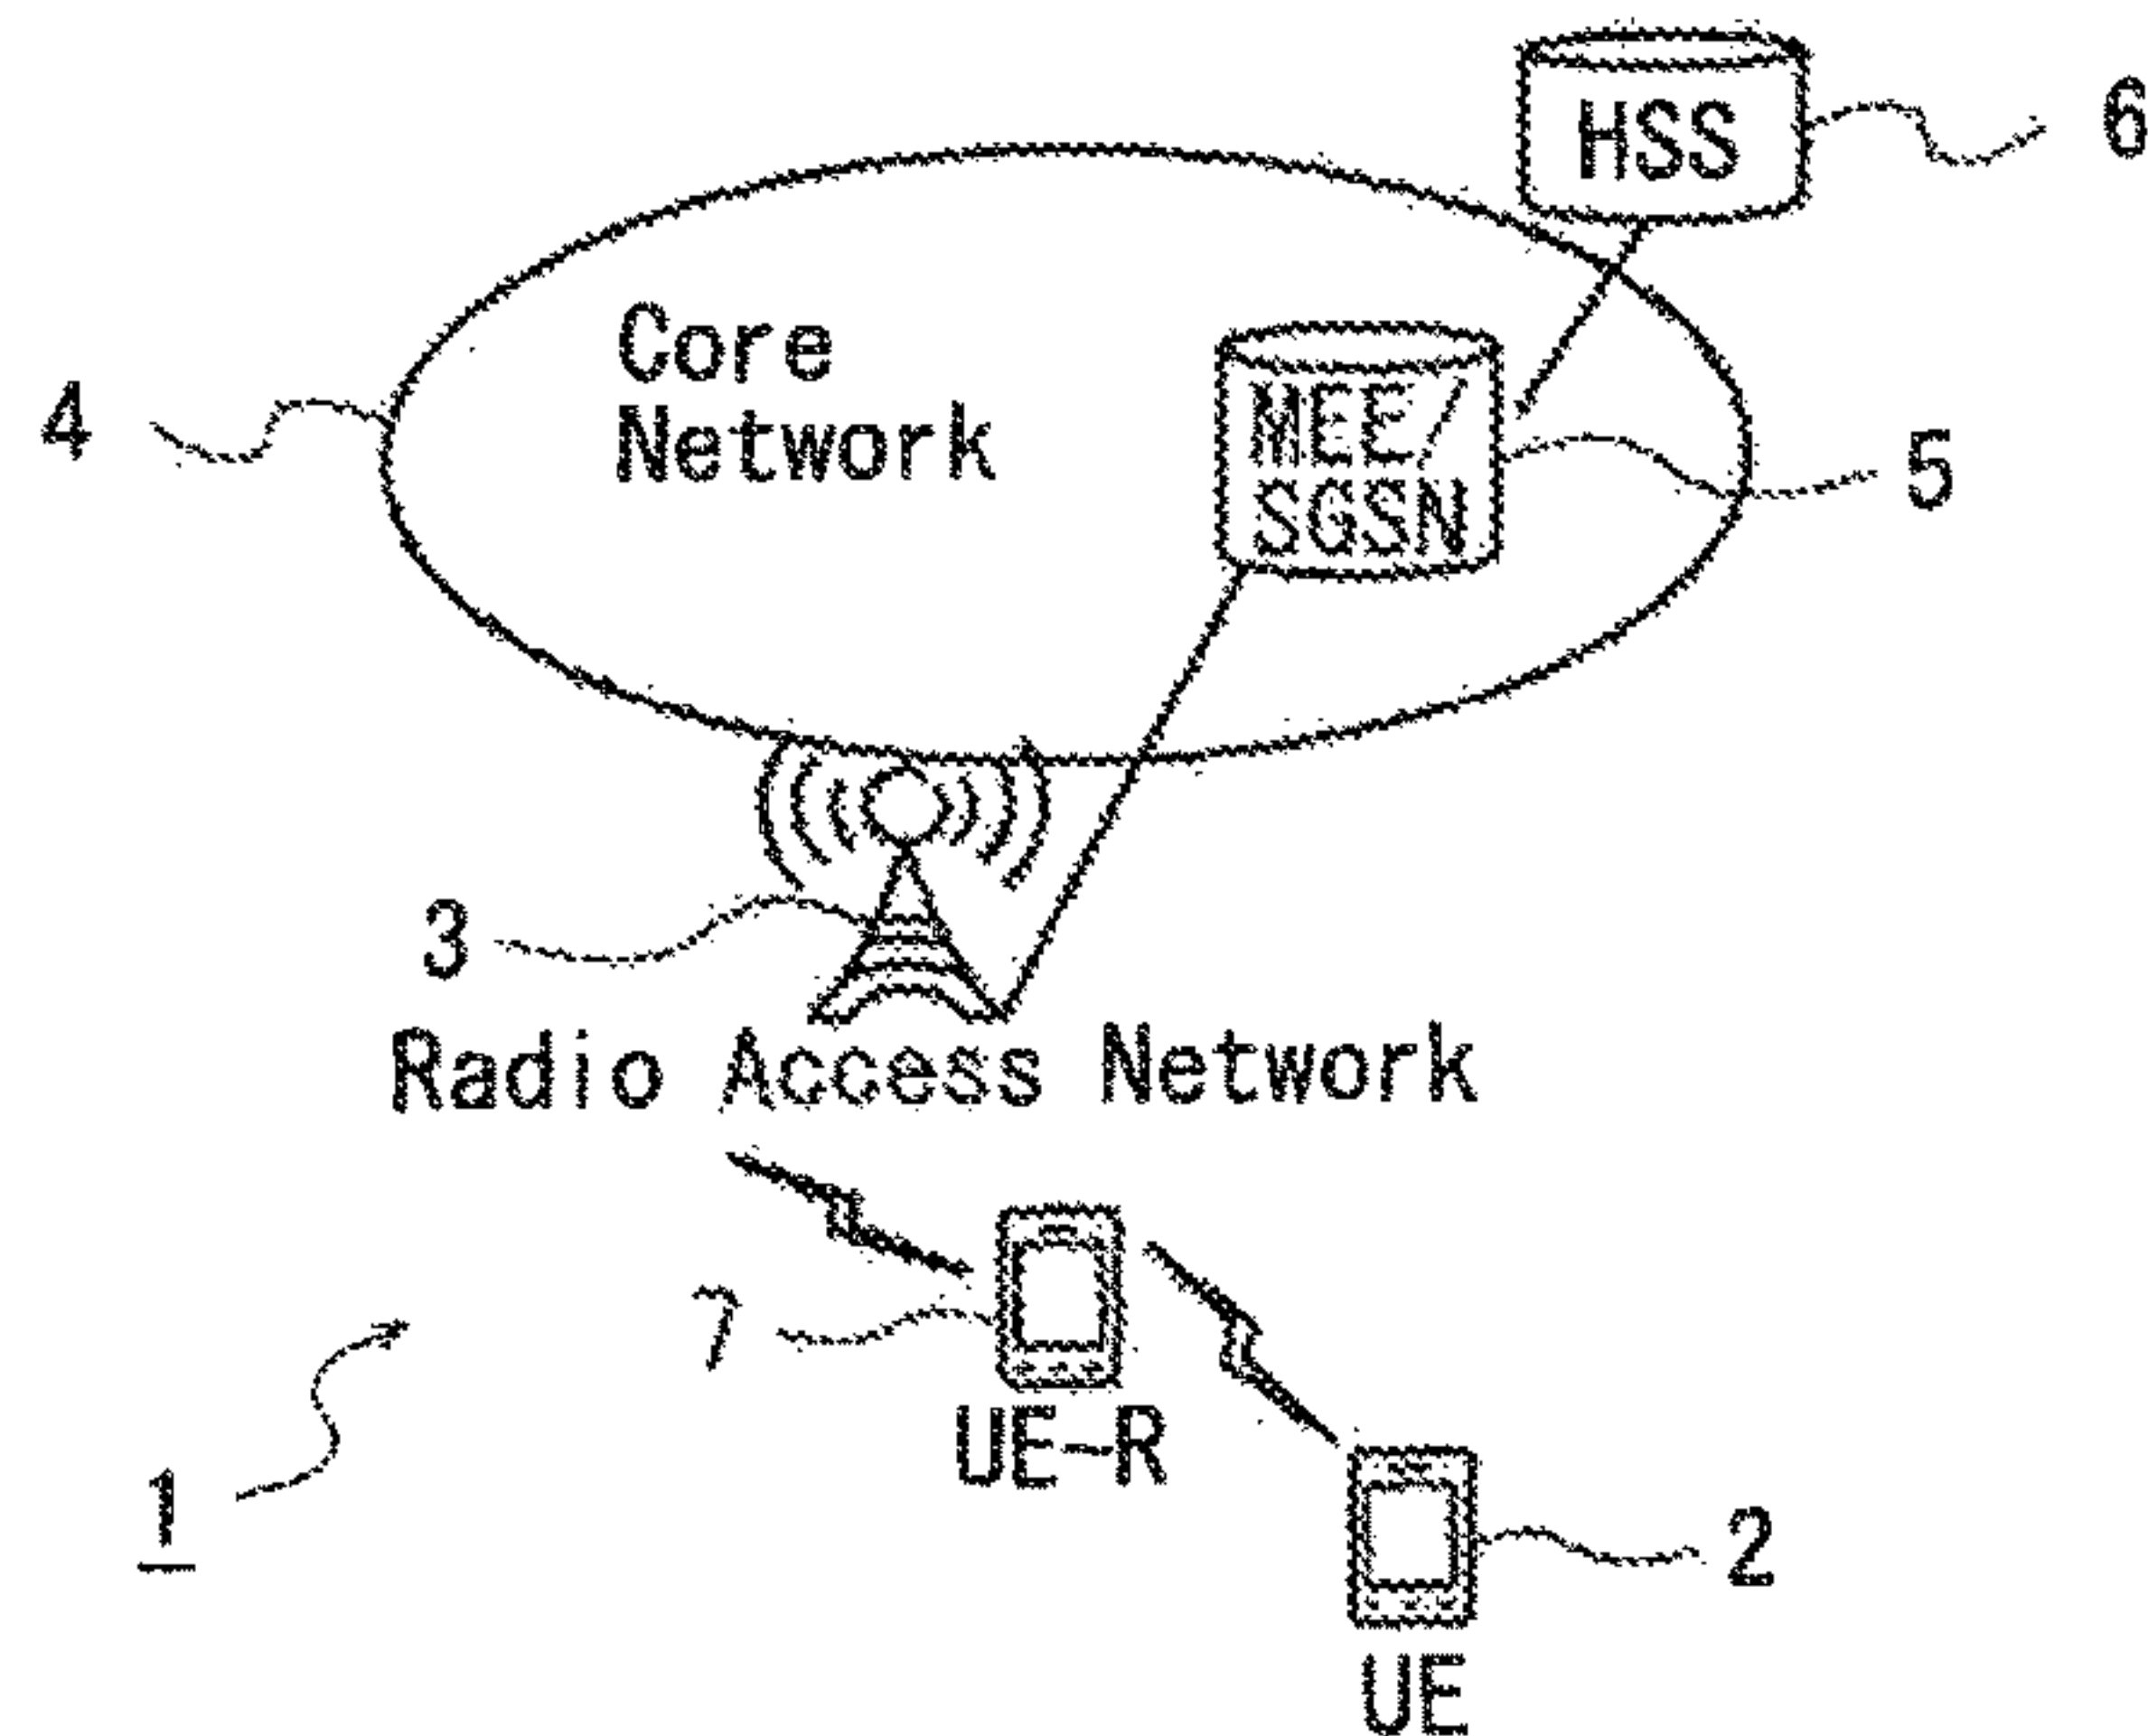 HSS
6
Core
Network
4
MEE/
SGSN
5
3
Radio Access Network
7
UE-R
1
2
UE